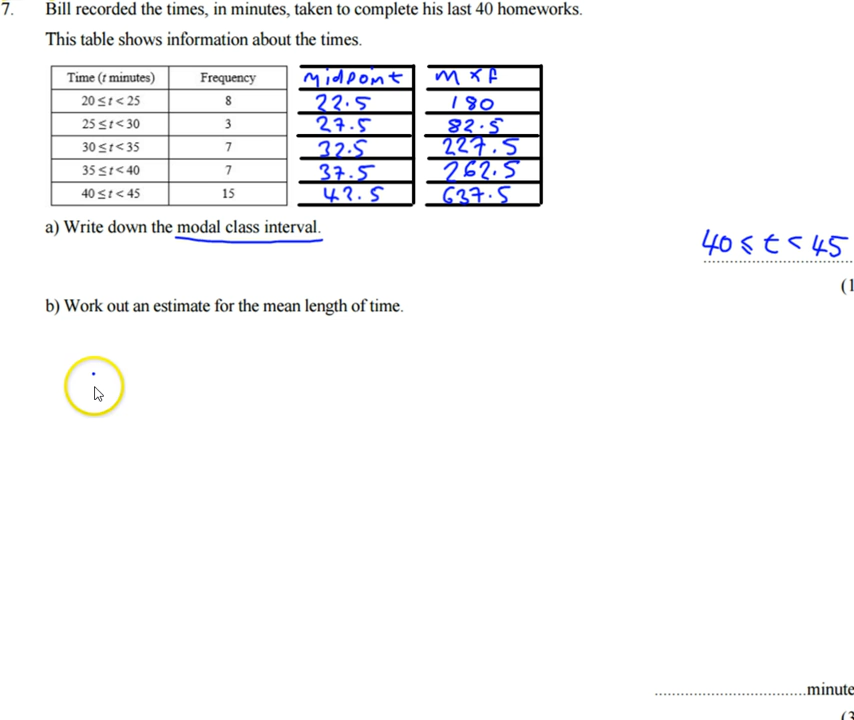 7. Bill recorded the times, in minutes, taken to complete his last 40 homeworks.
This table shows information about the times.
Time (t minutes) Frequency Midpoint M x F
20 ≤ t < 25 8 22.5 180
25 ≤ t < 30 3 27.5 82.5
30 ≤ t < 35 7 32.5 227.5
35 ≤ t < 40 7 37.5 262.5
40 ≤ t < 45 15 42.5 637.5
a) Write down the modal class interval.
40 ≤ t < 45
(1
b) Work out an estimate for the mean length of time.
minute
(3